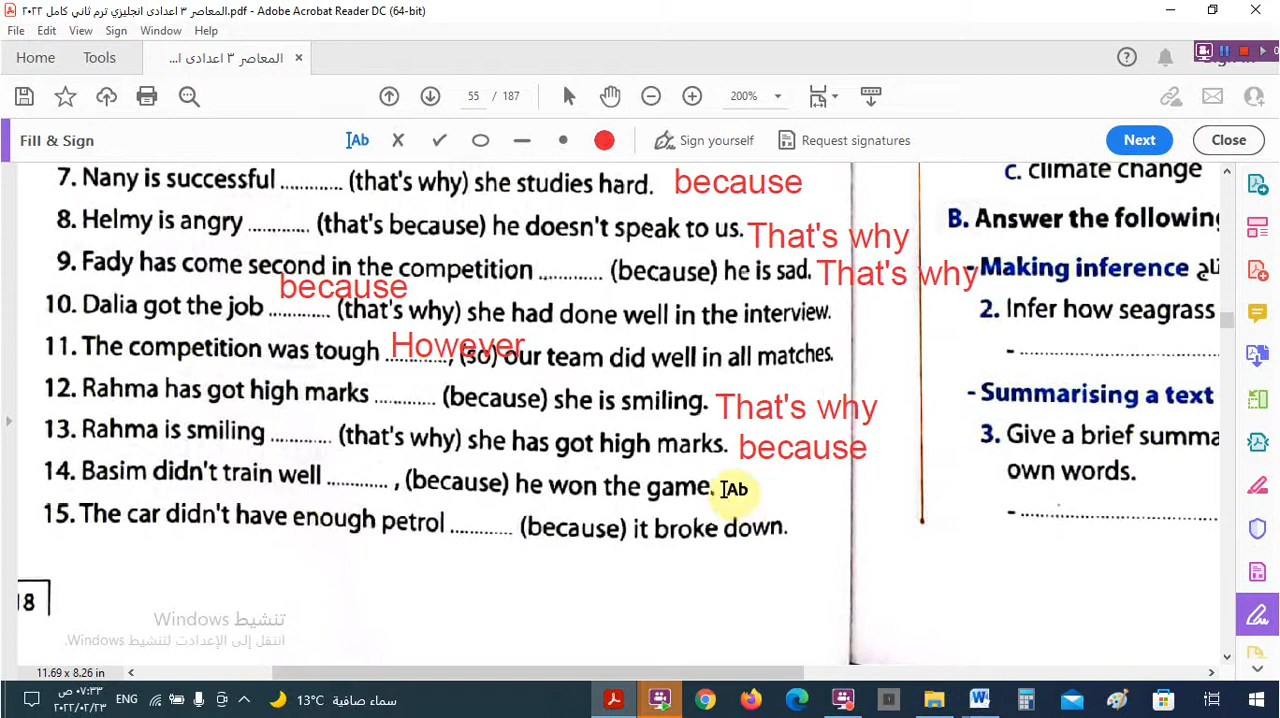 المعاصر ٣ اعدادى انجليزي ترم ثاني كامل ٢٠٢٢.pdf - Adobe Acrobat Reader DC (64-bit)
File Edit View Sign Window Help
Home Tools المعاصر ٣ اعدادى ا...
55 / 187 200%
Fill & Sign Ab Sign yourself Request signatures Next Close
7. Nany is successful ............ (that's why) she studies hard. because
8. Helmy is angry ............ (that's because) he doesn't speak to us. That's why
9. Fady has come second in the competition ............ (because) he is sad. That's why
because
10. Dalia got the job ............ (that's why) she had done well in the interview.
However
11. The competition was tough ............, (so) our team did well in all matches.
12. Rahma has got high marks ............ (because) she is smiling. That's why
13. Rahma is smiling ............ (that's why) she has got high marks. because
14. Basim didn't train well ............ , (because) he won the game. Ab
15. The car didn't have enough petrol ............ (because) it broke down.
18
c. climate change
B. Answer the following
- Making inference
2. Infer how seagrass
- ............
- Summarising a text
3. Give a brief summa
own words.
- ............
تنشيط Windows
انتقل إلى الإعدادت لتنشيط Windows.
11.69 x 8.26 in
٠٧:٣٣ ص
٢٠٢٢/٠٢/٢٣
ENG
13°C سماء صافية